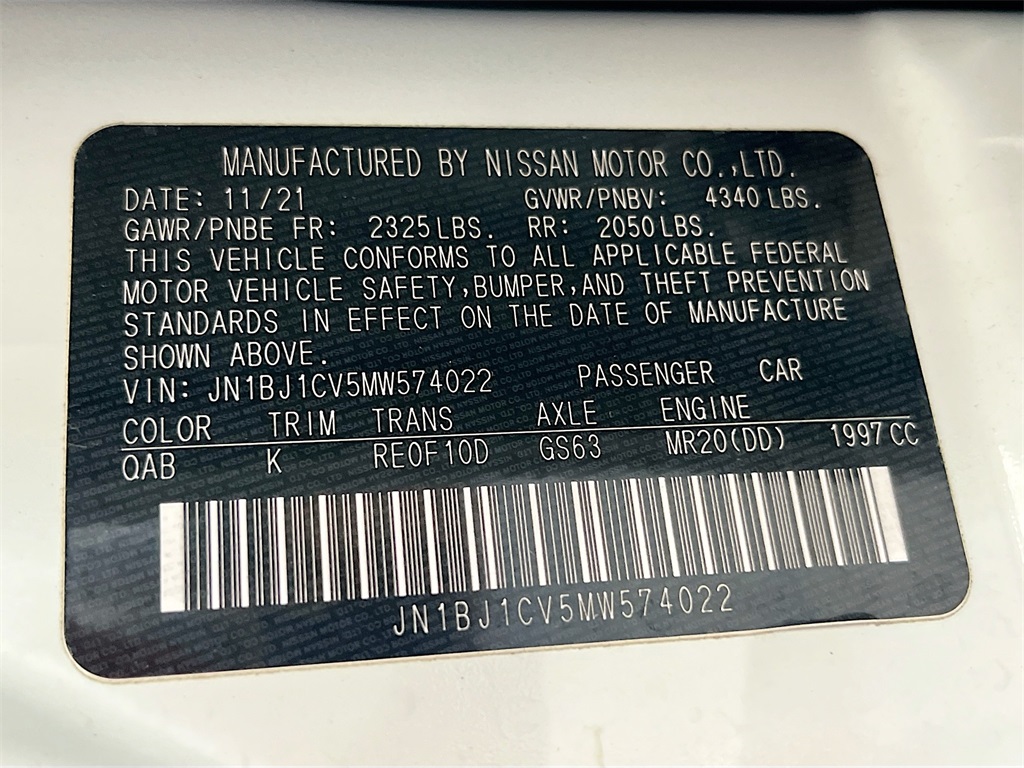 MANUFACTURED BY NISSAN MOTOR CO.,LTD.
DATE: 11/21 GVWR/PNBV: 4340 LBS.
GAWR/PNBE FR: 2325 LBS. RR: 2050 LBS.
THIS VEHICLE CONFORMS TO ALL APPLICABLE FEDERAL
MOTOR VEHICLE SAFETY,BUMPER,AND THEFT PREVENTION
STANDARDS IN EFFECT ON THE DATE OF MANUFACTURE
SHOWN ABOVE.
VIN: JN1BJ1CV5MW574022 PASSENGER CAR
COLOR TRIM TRANS AXLE ENGINE
QAB K RE0F10D GS63 MR20(DD) 1997 CC
JN1BJ1CV5MW574022